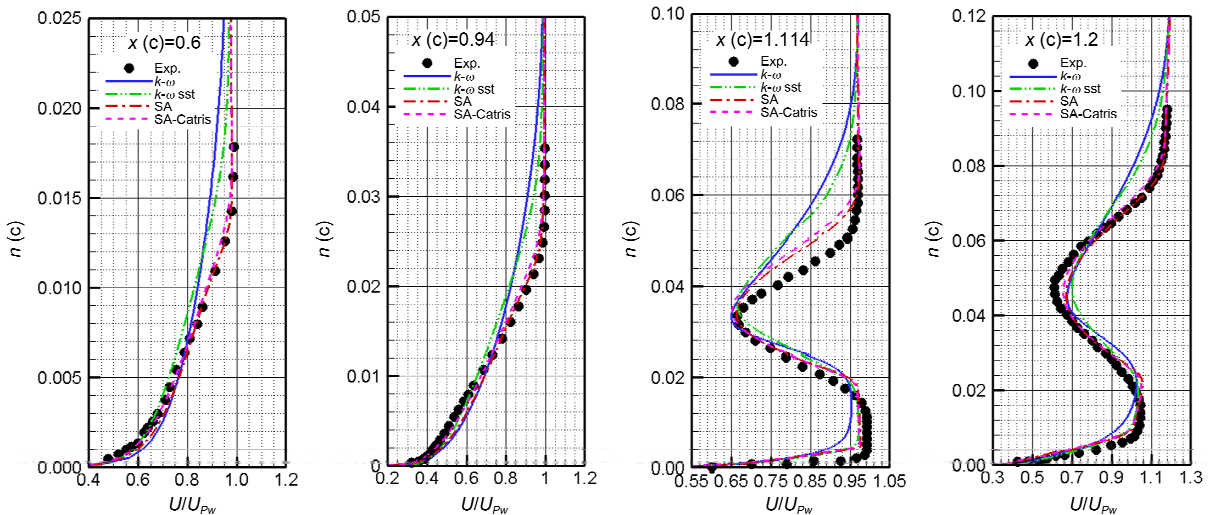 x (c)=0.6
Exp.
k-ω
k-ω sst
SA
SA-Catris
0.025
0.020
0.015
0.010
0.005
0.000
n (c)
0.4 0.6 0.8 1.0 1.2
U/U_Pw
x (c)=0.94
Exp.
k-ω
k-ω sst
SA
SA-Catris
0.05
0.04
0.03
0.02
0.01
0
n (c)
0 0.2 0.4 0.6 0.8 1 1.2
U/U_Pw
x (c)=1.114
Exp.
k-ω
k-ω sst
SA
SA-Catris
0.10
0.80
0.06
0.04
0.02
0.00
n (c)
0.55 0.65 0.75 0.85 0.95 1.05
U/U_Pw
x (c)=1.2
Exp.
k-ω
k-ω sst
SA
SA-Catris
0.12
0.10
0.08
0.06
0.04
0.02
0.00
n (c)
0.3 0.5 0.7 0.9 1.1 1.3
U/U_Pw